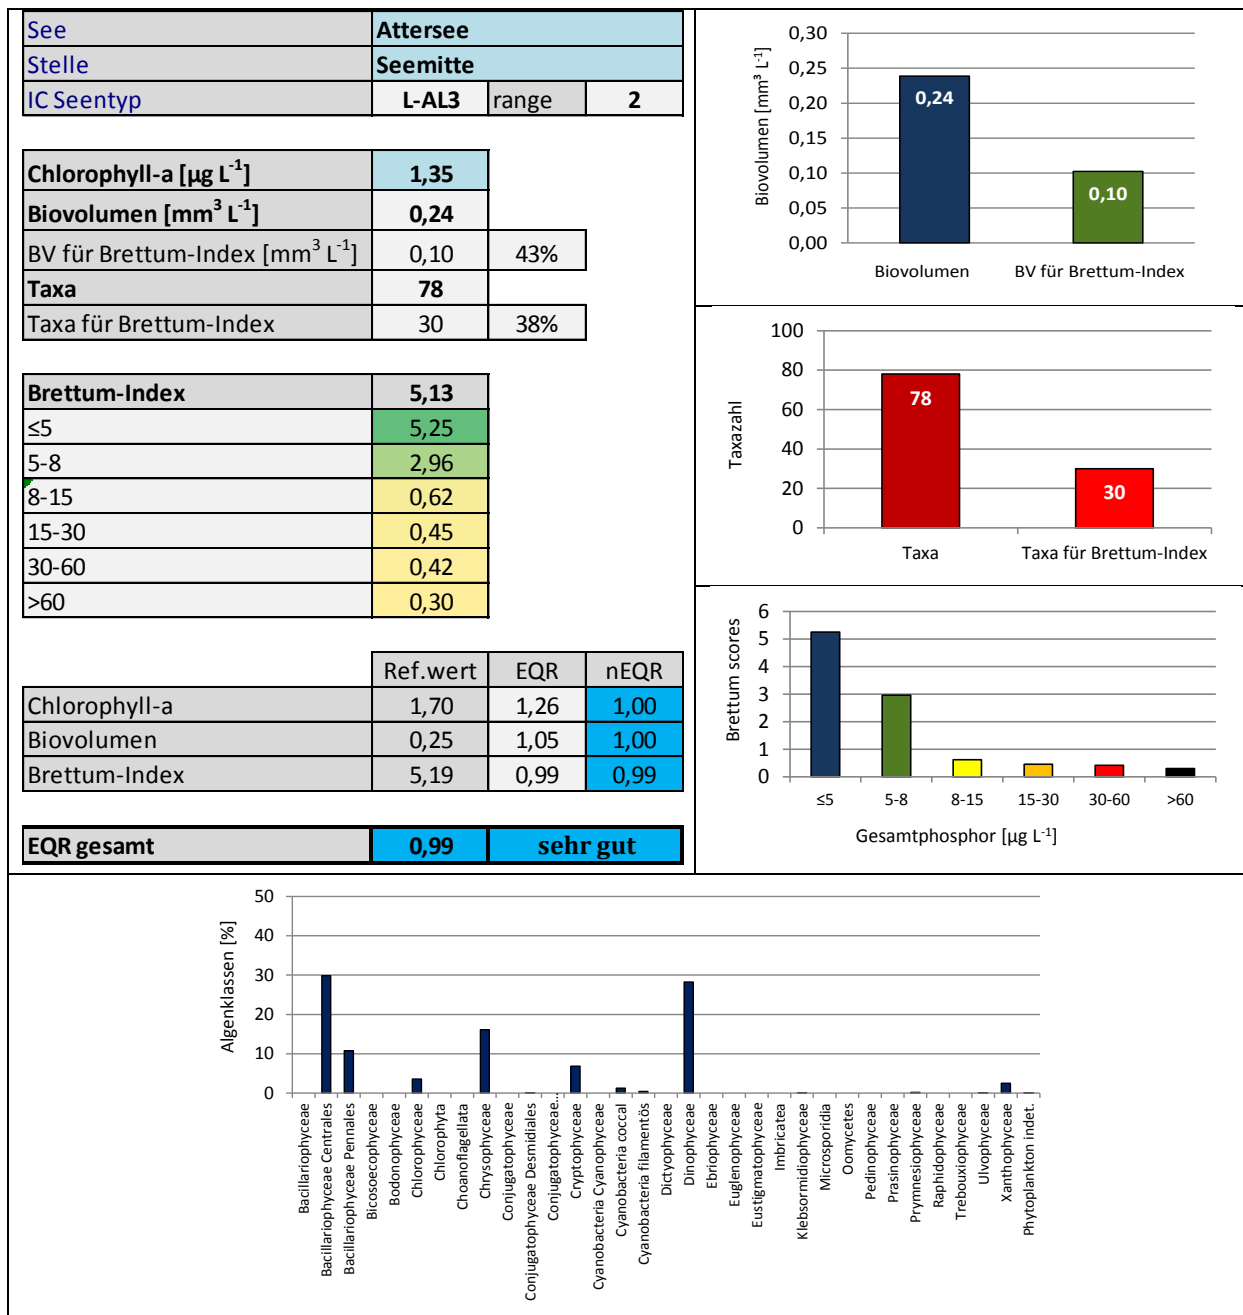 See Attersee
Stelle Seemitte
IC Seentyp L-AL3 range 2
Chlorophyll-a [µg L⁻¹] 1,35
Biovolumen [mm³ L⁻¹] 0,24
BV für Brettum-Index [mm³ L⁻¹] 0,10 43%
Taxa 78
Taxa für Brettum-Index 30 38%
Brettum-Index 5,13
≤5 5,25
5-8 2,96
8-15 0,62
15-30 0,45
30-60 0,42
>60 0,30
Ref.wert EQR nEQR
Chlorophyll-a 1,70 1,26 1,00
Biovolumen 0,25 1,05 1,00
Brettum-Index 5,19 0,99 0,99
EQR gesamt 0,99 sehr gut
Biovolumen [mm³ L⁻¹]
0,30
0,25
0,20
0,15
0,10
0,05
0,00
0,24
0,10
Biovolumen BV für Brettum-Index
Taxazahl
100
80
60
40
20
0
78
30
Taxa Taxa für Brettum-Index
Brettum scores
6
5
4
3
2
1
0
≤5 5-8 8-15 15-30 30-60 >60
Gesamtphosphor [µg L⁻¹]
Algenklassen [%]
50
40
30
20
10
0
Bacillariophyceae
Bacillariophyceae Centrales
Bacillariophyceae Pennales
Bicosoecophyceae
Bodonophyceae
Chlorophyceae
Chlorophyta
Choanoflagellata
Chrysophyceae
Conjugatophyceae
Conjugatophyceae Desmidiales
Conjugatophyceae...
Cryptophyceae
Cyanobacteria Cyanophyceae
Cyanobacteria coccal
Cyanobacteria filamentös
Dictyophyceae
Dinophyceae
Ebriophyceae
Euglenophyceae
Eustigmatophyceae
Imbricatea
Klebsormidiophyceae
Microsporidia
Oomycetes
Pedinophyceae
Prasinophyceae
Prymnesiophyceae
Raphidophyceae
Trebouxiophyceae
Ulvophyceae
Xanthophyceae
Phytoplankton indet.